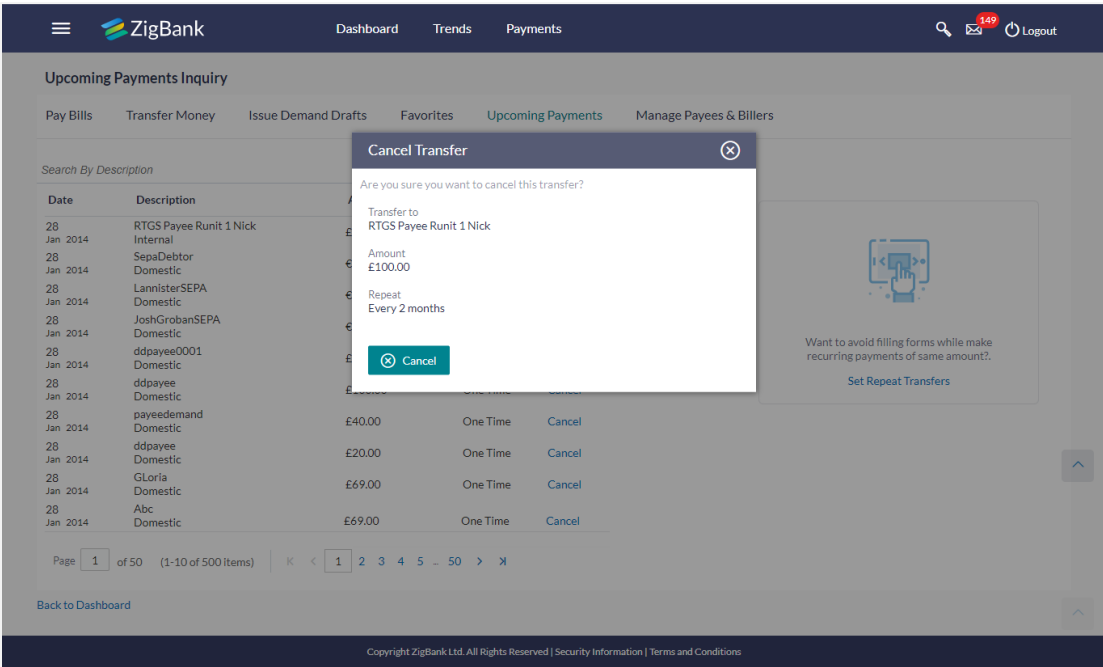 ZigBank Dashboard Trends Payments 149 Logout
Upcoming Payments Inquiry
Pay Bills Transfer Money Issue Demand Drafts Favorites Upcoming Payments Manage Payees & Billers
Cancel Transfer
Are you sure you want to cancel this transfer?
Transfer to
RTGS Payee Runit 1 Nick
Amount
£100.00
Repeat
Every 2 months
Cancel
Search By Description
Date Description
28 RTGS Payee Runit 1 Nick £
Jan 2014 Internal
28 SepaDebtor €
Jan 2014 Domestic
28 LannisterSEPA €
Jan 2014 Domestic
28 JoshGrobanSEPA €
Jan 2014 Domestic
28 ddpayee0001 £
Jan 2014 Domestic
28 ddpayee
Jan 2014 Domestic
28 payeedemand £40.00 One Time Cancel
Jan 2014 Domestic
28 ddpayee £20.00 One Time Cancel
Jan 2014 Domestic
28 GLoria £69.00 One Time Cancel
Jan 2014 Domestic
28 Abc £69.00 One Time Cancel
Jan 2014 Domestic
Page 1 of 50 (1-10 of 500 Items) K < 1 2 3 4 5 .. 50 >
Want to avoid filling forms while make
recurring payments of same amount?.
Set Repeat Transfers
Back to Dashboard
Copyright ZigBank Ltd. All Rights Reserved | Security Information | Terms and Conditions